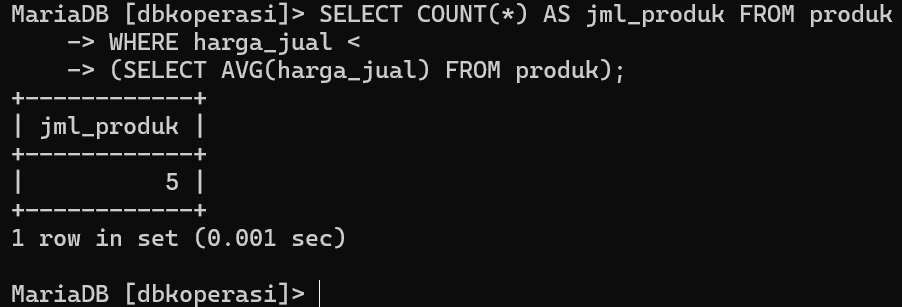 MariaDB [dbkoperasi]> SELECT COUNT(*) AS jml_produk FROM produk
    -> WHERE harga_jual <
    -> (SELECT AVG(harga_jual) FROM produk);
+------------+
| jml_produk |
+------------+
|          5 |
+------------+
1 row in set (0.001 sec)

MariaDB [dbkoperasi]>